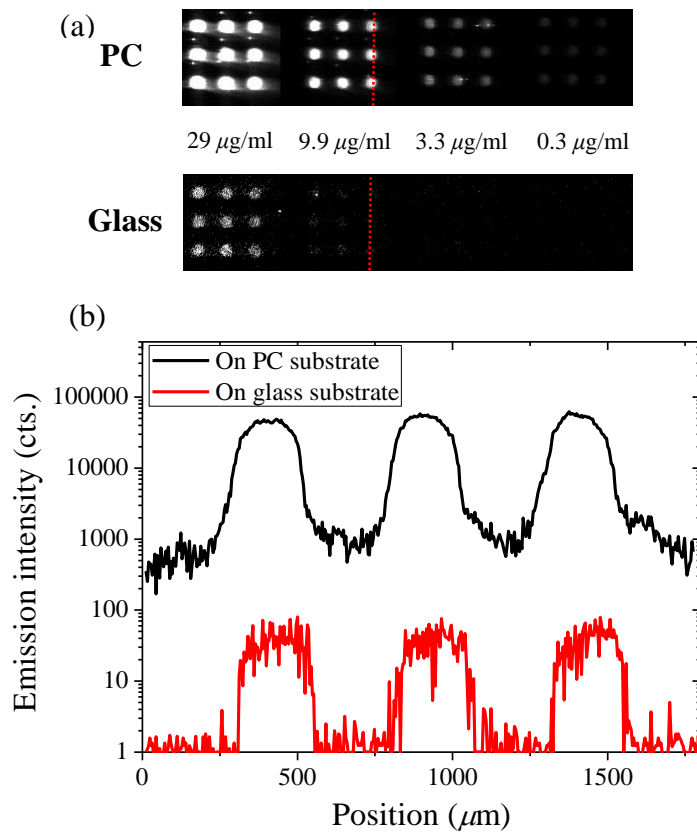 (a)
PC
29 μg/ml 9.9 μg/ml 3.3 μg/ml 0.3 μg/ml
Glass
(b)
On PC substrate
On glass substrate
Emission intensity (cts.)
100000
10000
1000
100
10
1
0 500 1000 1500
Position (μm)